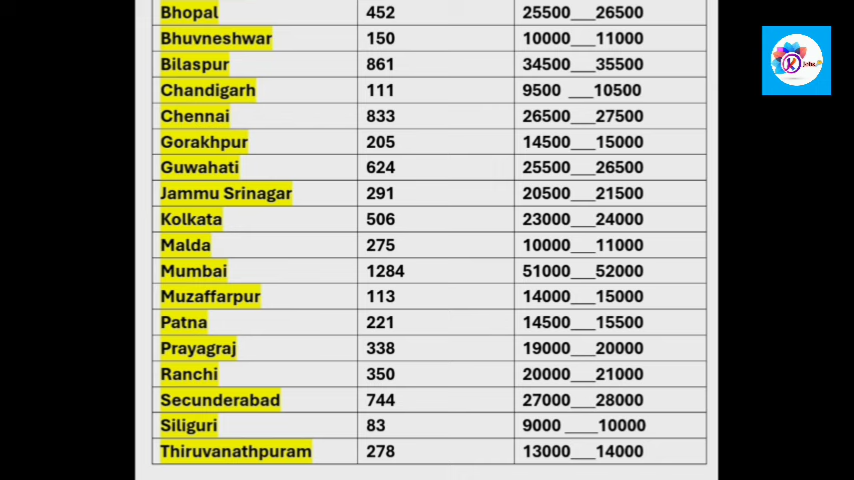 Bhopal 452 25500___26500
Bhuvneshwar 150 10000___11000
Bilaspur 861 34500___35500
Chandigarh 111 9500 ___10500
Chennai 833 26500___27500
Gorakhpur 205 14500___15000
Guwahati 624 25500___26500
Jammu Srinagar 291 20500___21500
Kolkata 506 23000___24000
Malda 275 10000___11000
Mumbai 1284 51000___52000
Muzaffarpur 113 14000___15000
Patna 221 14500___15500
Prayagraj 338 19000___20000
Ranchi 350 20000___21000
Secunderabad 744 27000___28000
Siliguri 83 9000 ____10000
Thiruvanathpuram 278 13000___14000
K jobs